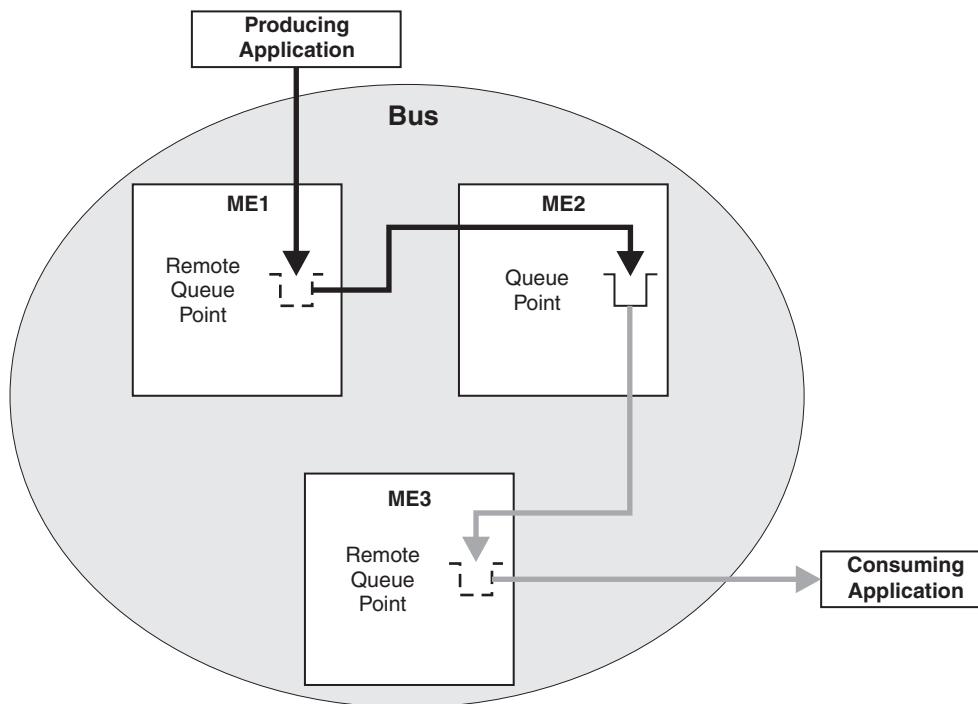 Producing
Application
Bus
ME1
Remote
Queue
Point
ME2
Queue
Point
ME3
Remote
Queue
Point
Consuming
Application